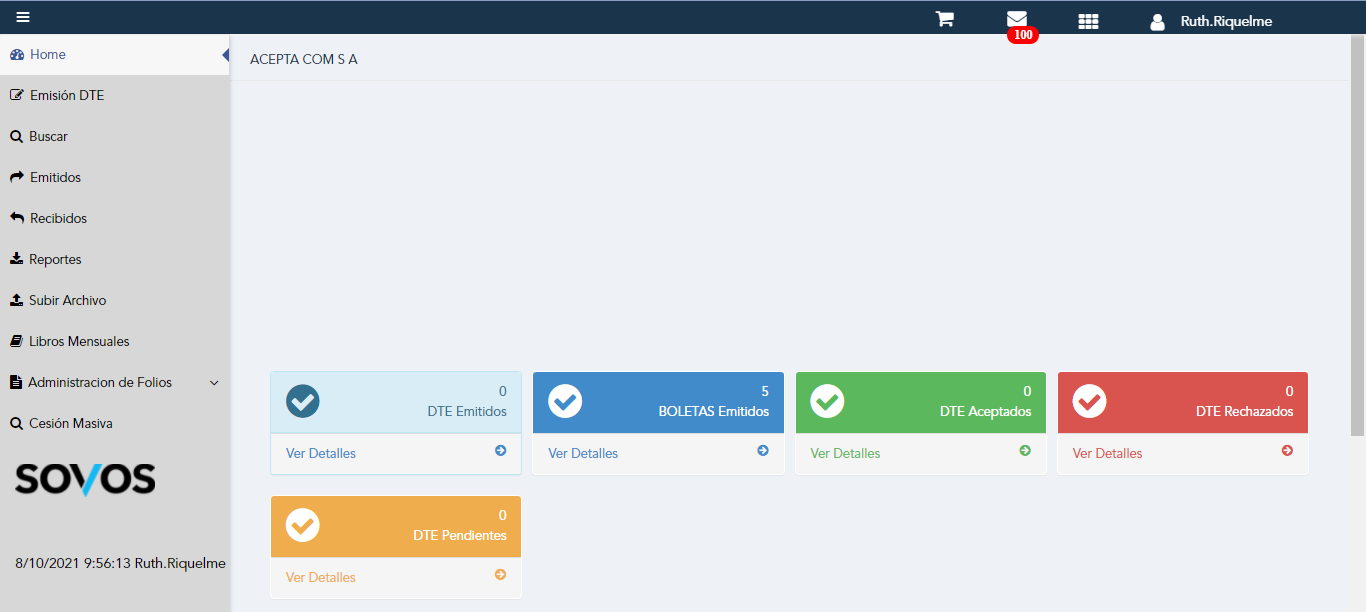 Ruth.Riquelme
100
Home
ACEPTA COM S A
Emisión DTE
Buscar
Emitidos
Recibidos
Reportes
Subir Archivo
Libros Mensuales
Administracion de Folios
Cesión Masiva
SOVOS
8/10/2021 9:56:13 Ruth.Riquelme
0
DTE Emitidos
Ver Detalles
5
BOLETAS Emitidos
Ver Detalles
0
DTE Aceptados
Ver Detalles
0
DTE Rechazados
Ver Detalles
0
DTE Pendientes
Ver Detalles